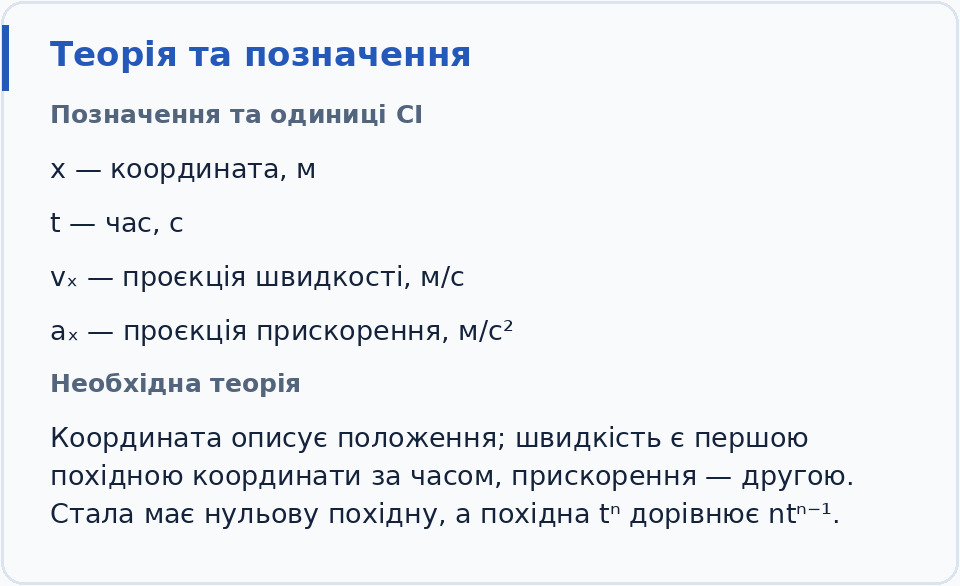 Теорія та позначення
Позначення та одиниці СІ
x — координата, м
t — час, с
vₓ — проєкція швидкості, м/с
aₓ — проєкція прискорення, м/с²
Необхідна теорія
Координата описує положення; швидкість є першою
похідною координати за часом, прискорення — другою.
Стала має нульову похідну, а похідна tⁿ дорівнює ntⁿ⁻¹.